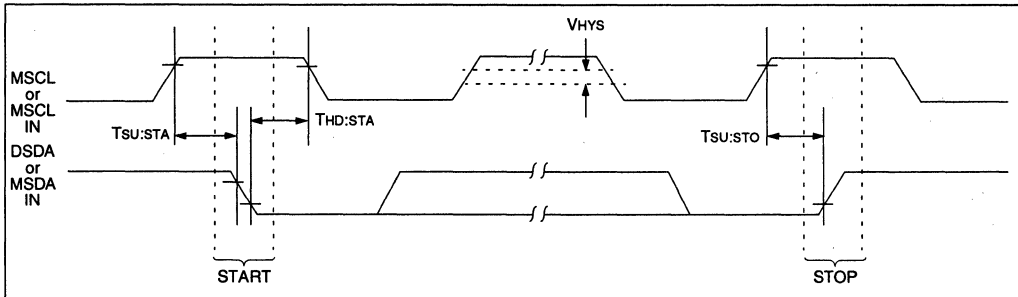 VHYS
MSCL
or
MSCL
IN
THD:STA
TSU:STA
TSU:STO
DSDA
or
MSDA
IN
START
STOP